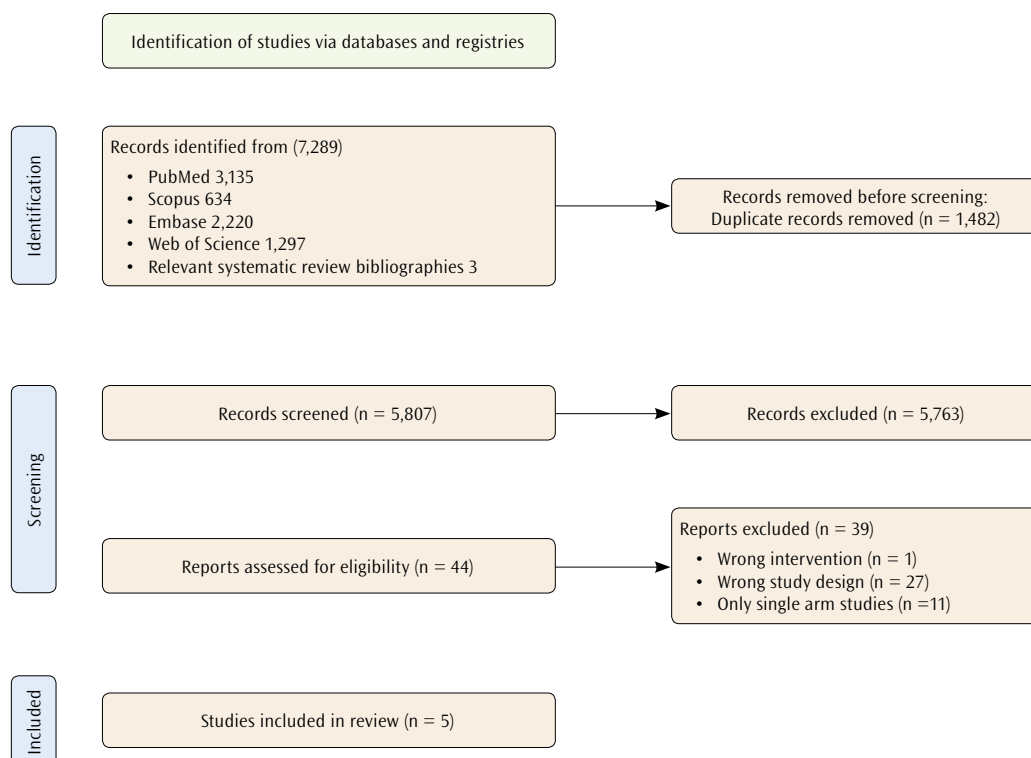 Identification of studies via databases and registries
Identification
Records identified from (7,289)
• PubMed 3,135
• Scopus 634
• Embase 2,220
• Web of Science 1,297
• Relevant systematic review bibliographies 3
Records removed before screening:
Duplicate records removed (n = 1,482)
Screening
Records screened (n = 5,807)
Records excluded (n = 5,763)
Reports assessed for eligibility (n = 44)
Reports excluded (n = 39)
• Wrong intervention (n = 1)
• Wrong study design (n = 27)
• Only single arm studies (n =11)
Included
Studies included in review (n = 5)